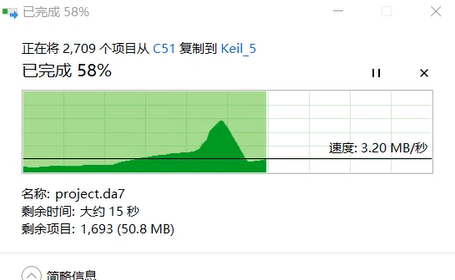 已完成 58%
正在将 2,709 个项目从 C51 复制到 Keil_5
已完成 58%
速度: 3.20 MB/秒
名称: project.da7
剩余时间: 大约 15 秒
剩余项目: 1,693 (50.8 MB)
简略信息